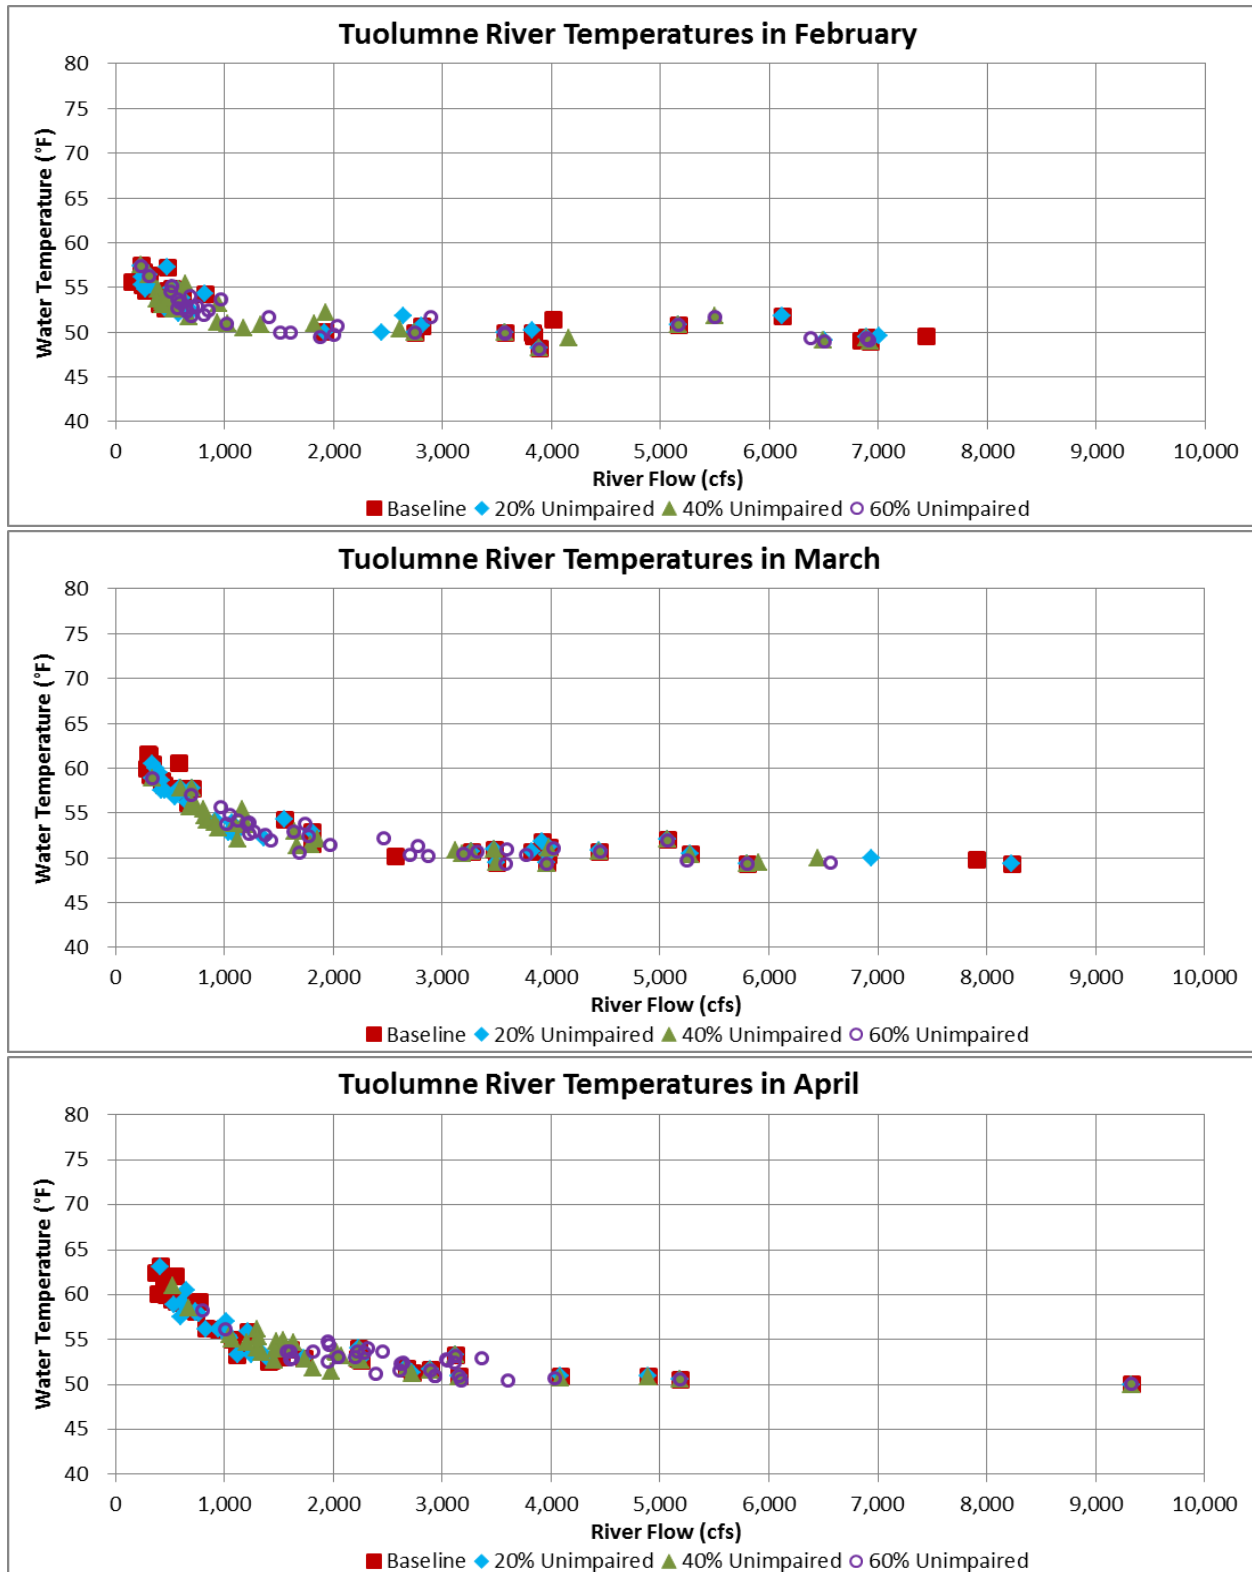 Tuolumne River Temperatures in February
Water Temperature (°F)
80
75
70
65
60
55
50
45
40
0 1,000 2,000 3,000 4,000 5,000 6,000 7,000 8,000 9,000 10,000
River Flow (cfs)
Baseline 20% Unimpaired 40% Unimpaired 60% Unimpaired
Tuolumne River Temperatures in March
Water Temperature (°F)
80
75
70
65
60
55
50
45
40
0 1,000 2,000 3,000 4,000 5,000 6,000 7,000 8,000 9,000 10,000
River Flow (cfs)
Baseline 20% Unimpaired 40% Unimpaired 60% Unimpaired
Tuolumne River Temperatures in April
Water Temperature (°F)
80
75
70
65
60
55
50
45
40
0 1,000 2,000 3,000 4,000 5,000 6,000 7,000 8,000 9,000 10,000
River Flow (cfs)
Baseline 20% Unimpaired 40% Unimpaired 60% Unimpaired